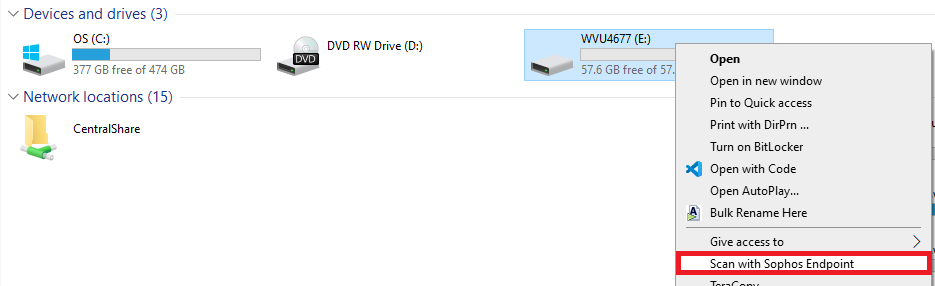 Devices and drives (3)
OS (C:)
377 GB free of 474 GB
DVD
DVD RW Drive (D:)
WVU4677 (E:)
57.6 GB free of 57.
Network locations (15)
CentralShare
Open
Open in new window
Pin to Quick access
Print with DirPrn ...
Turn on BitLocker
Open with Code
Open AutoPlay...
Bulk Rename Here
Give access to
Scan with Sophos Endpoint
TeraCopy